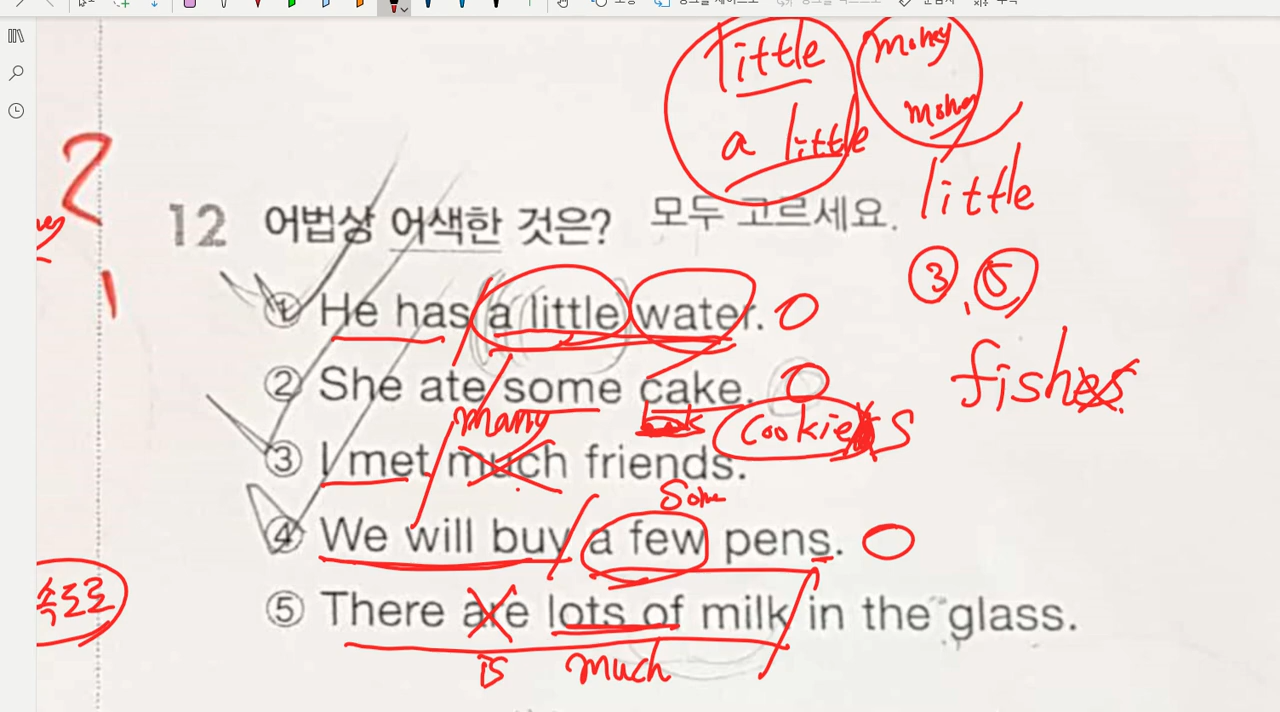 little money
a little money
little
2
12 어법상 어색한 것은? 모두 고르세요.
③, ⑤
1
① He has a little water. O
② She ate some cake. O
fishes
many cookies
③ I met much friends.
some
④ We will buy a few pens. O
속도로
⑤ There are lots of milk in the glass.
is much